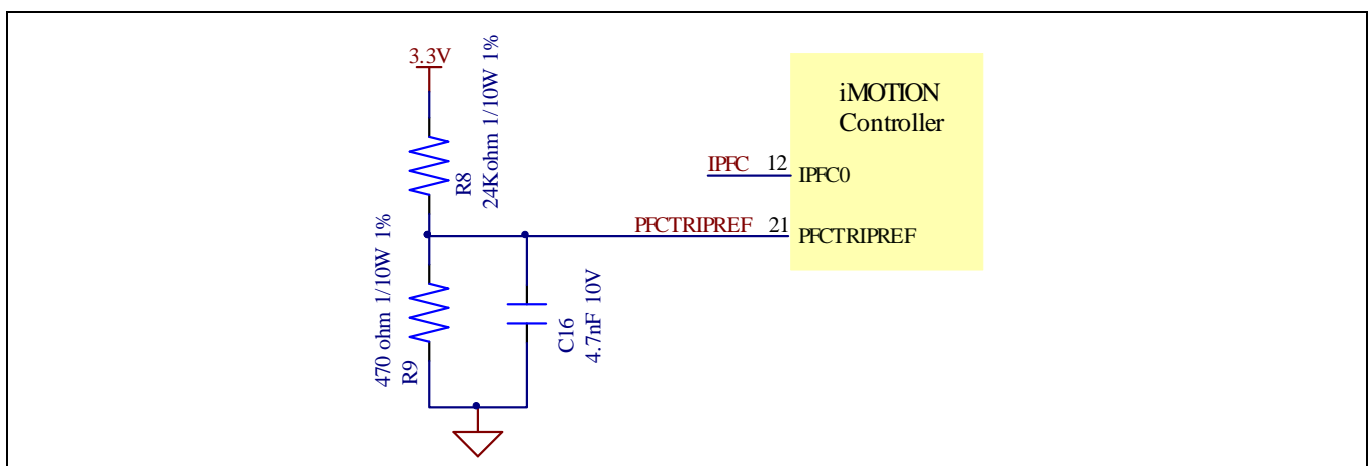 3.3V
R8
24Kohm 1/10W 1%
iMOTION
Controller
IPFC 12 IPFC0
PFCTRIPREF 21 PFCTRIPREF
470 ohm 1/10W 1%
R9
C16
4.7nF 10V